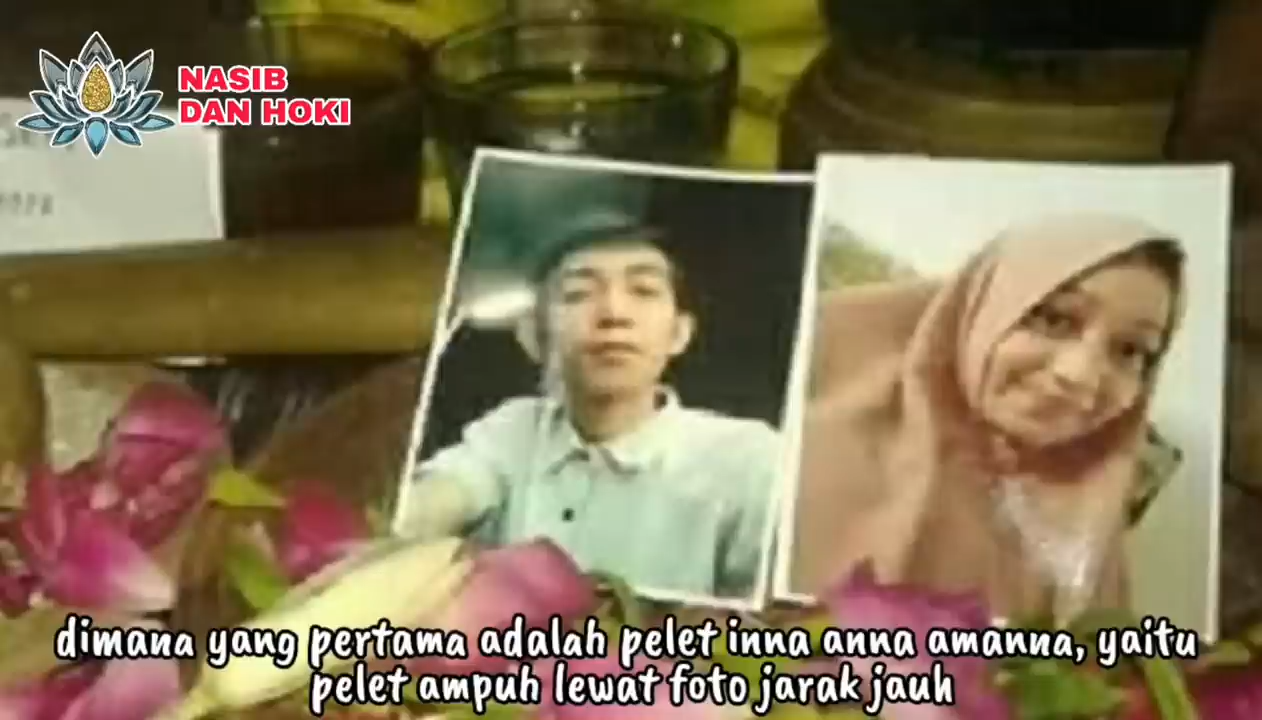 NASIB
DAN HOKI
dimana yang pertama adalah pelet inna anna amanna, yaitu
pelet ampuh lewat foto jarak jauh